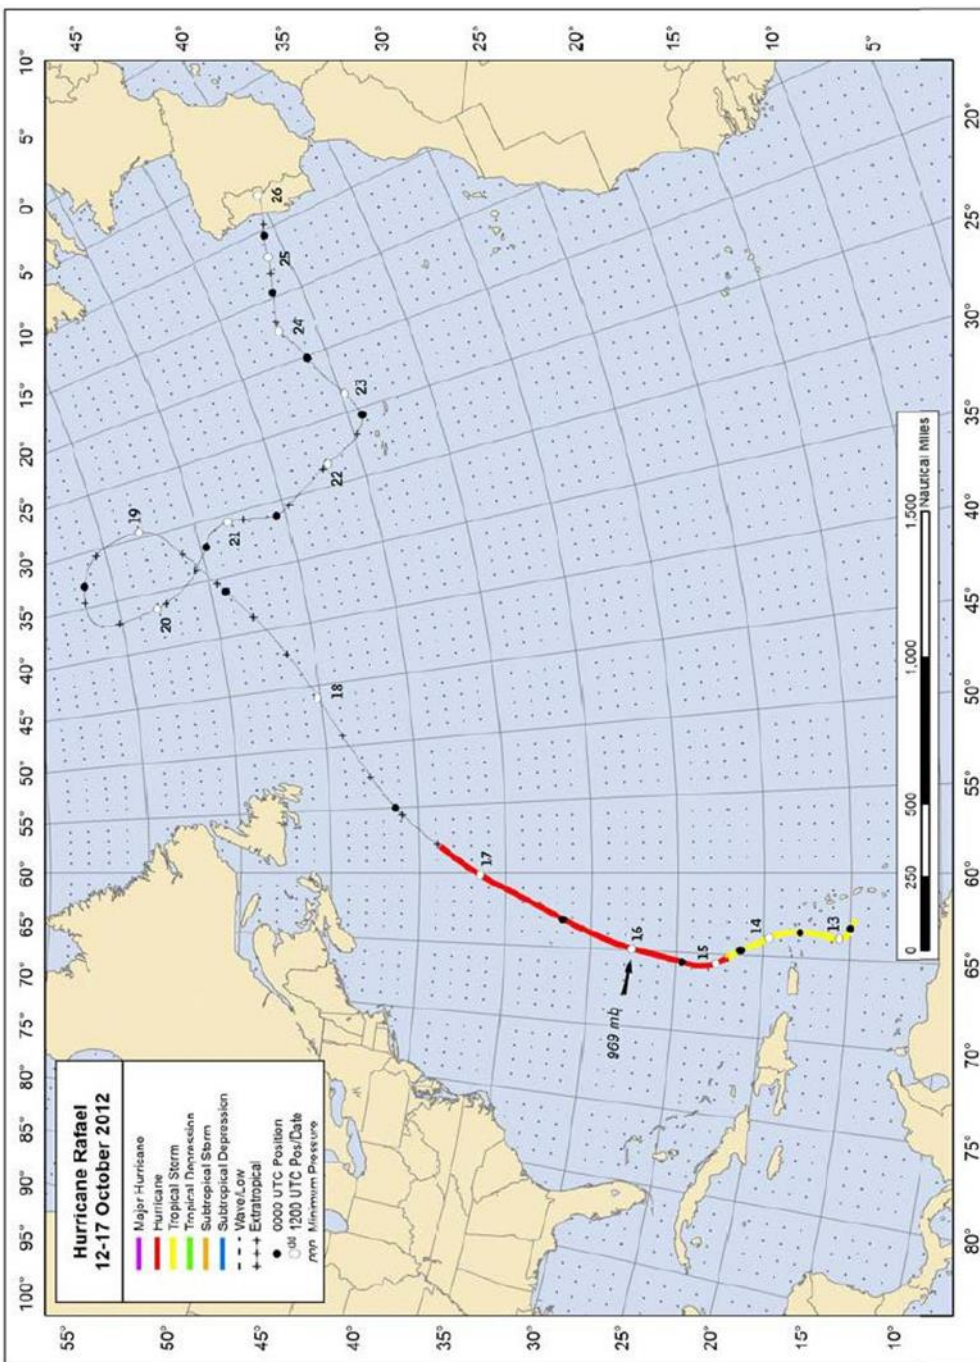 Hurricane Rafael
12-17 October 2012
Major Hurricane
Hurricane
Tropical Storm
Tropical Depression
Subtropical Storm
Subtropical Depression
Wave/Low
Extratropical
0000 UTC Position
1200 UTC Pos/Date
ppp Minimum Pressure
100° 95° 90° 85° 80° 75° 70° 65° 60° 55° 50° 45° 40° 35° 30° 25° 20° 15° 10° 5° 0° 5° 10°
55°
50°
45°
40°
35°
30°
25°
20°
15°
10°
45°
40°
35°
30°
25°
20°
15°
10°
5°
19
20
21
26
25
24
22
23
18
17
16
969 mb
15
14
13
0 250 500 1,000 1,500
Nautical Miles
80° 75° 70° 65° 60° 55° 50° 45° 40° 35° 30° 25° 20°